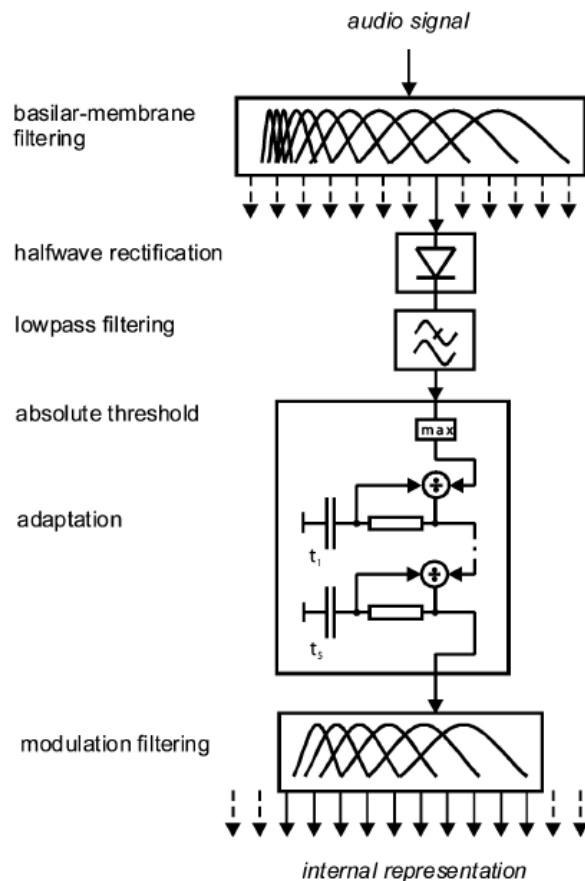 audio signal
basilar-membrane
filtering
halfwave rectification
lowpass filtering
absolute threshold
max
adaptation
÷
t₁
÷
t₅
modulation filtering
internal representation